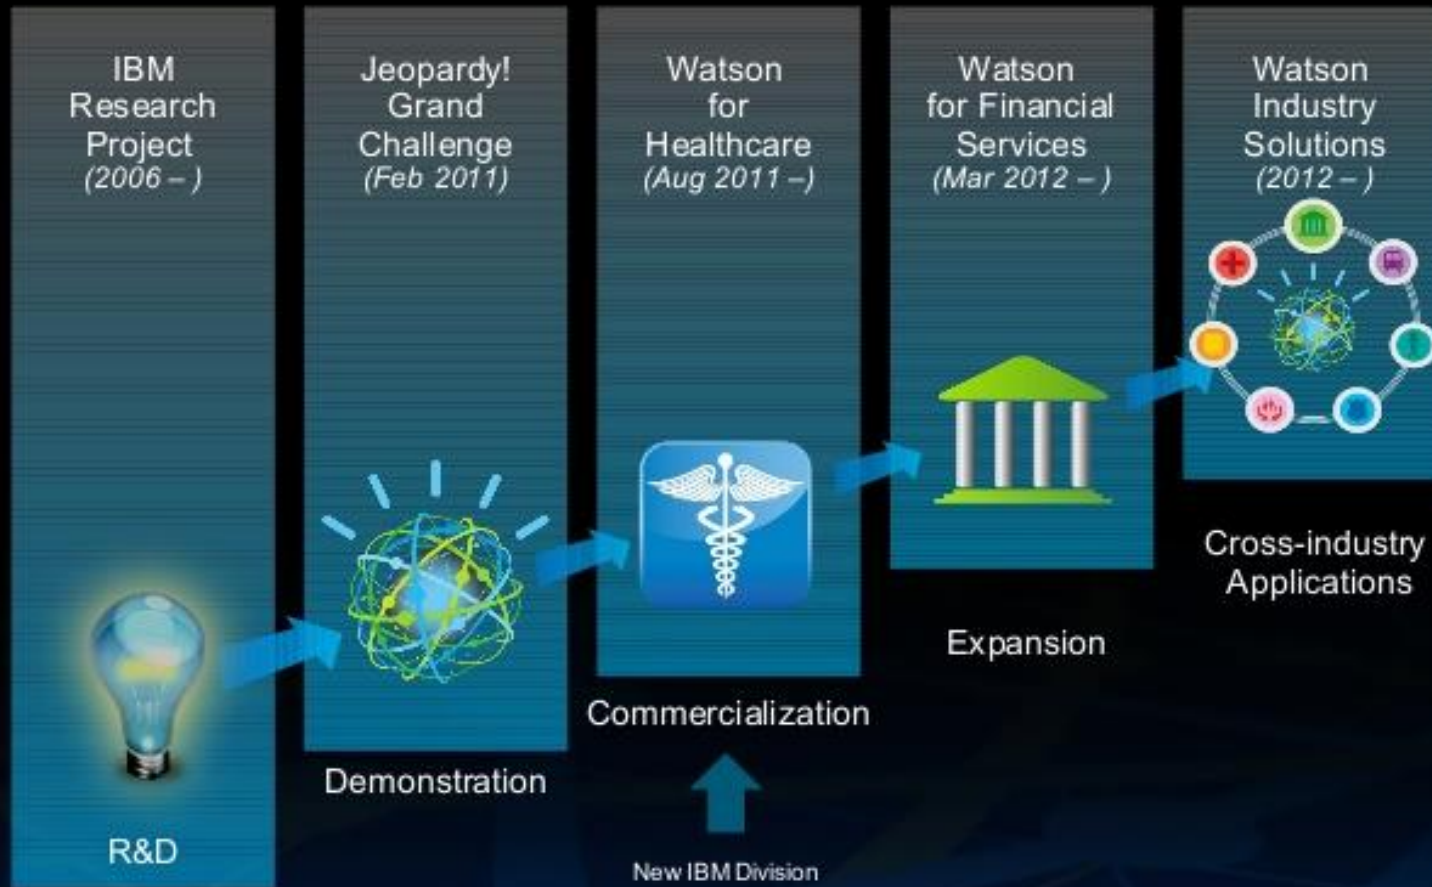 IBM
Research
Project
(2006 – )
R&D
Jeopardy!
Grand
Challenge
(Feb 2011)
Demonstration
Watson
for
Healthcare
(Aug 2011 –)
Commercialization
New IBM Division
Watson
for Financial
Services
(Mar 2012 – )
Expansion
Watson
Industry
Solutions
(2012 – )
Cross-industry
Applications